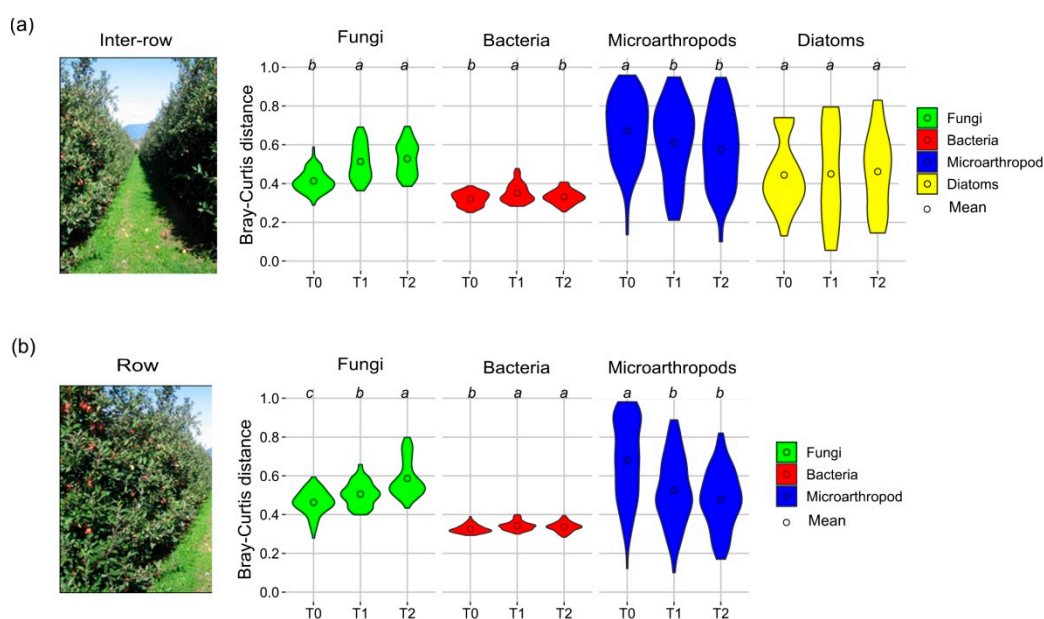 (a)
Inter-row
Fungi
Bacteria
Microarthropods
Diatoms
b a a
b a b
a b b
a a a
Bray-Curtis distance
1.0
0.8
0.6
0.4
0.2
0.0
T0 T1 T2
T0 T1 T2
T0 T1 T2
T0 T1 T2
Fungi
Bacteria
Microarthropod
Diatoms
Mean
(b)
Row
Fungi
Bacteria
Microarthropods
c b a
b a a
a b b
Bray-Curtis distance
1.0
0.8
0.6
0.4
0.2
0.0
T0 T1 T2
T0 T1 T2
T0 T1 T2
Fungi
Bacteria
Microarthropod
Mean